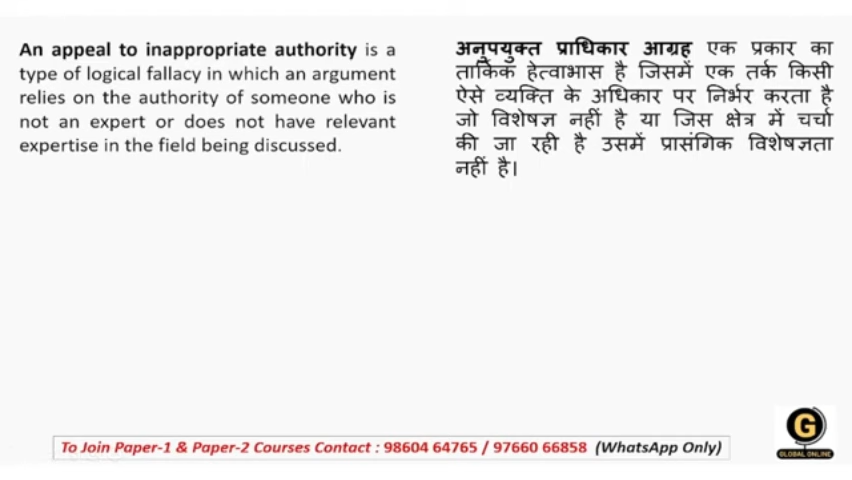 An appeal to inappropriate authority is a
type of logical fallacy in which an argument
relies on the authority of someone who is
not an expert or does not have relevant
expertise in the field being discussed.
अनुपयुक्त प्राधिकार आग्रह एक प्रकार का
तार्किक हेत्वाभास है जिसमें एक तर्क किसी
ऐसे व्यक्ति के अधिकार पर निर्भर करता है
जो विशेषज्ञ नहीं है या जिस क्षेत्र में चर्चा
की जा रही है उसमें प्रासंगिक विशेषज्ञता
नहीं है।
To Join Paper-1 & Paper-2 Courses Contact : 98604 64765 / 97660 66858 (WhatsApp Only)
G
GLOBAL ONLINE